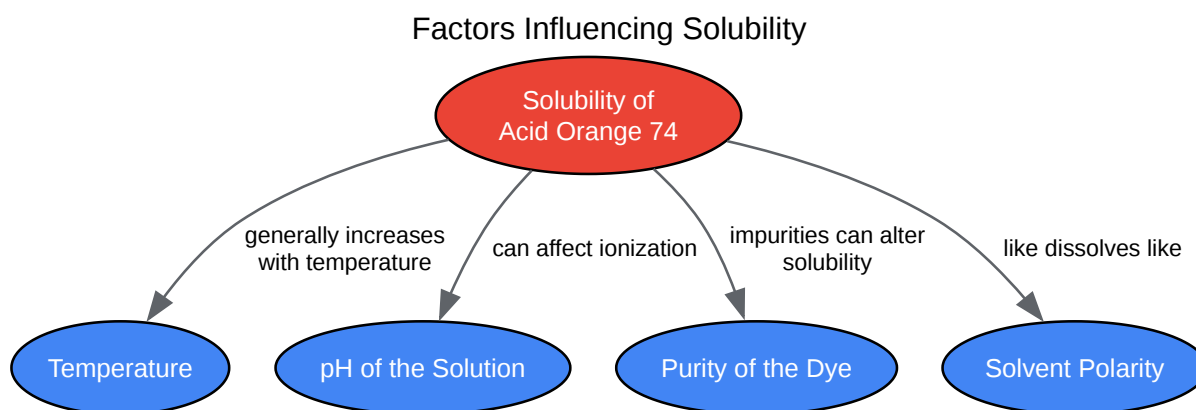 Factors Influencing Solubility
Solubility of
Acid Orange 74
generally increases
with temperature
can affect ionization
impurities can alter
solubility
like dissolves like
Temperature
pH of the Solution
Purity of the Dye
Solvent Polarity